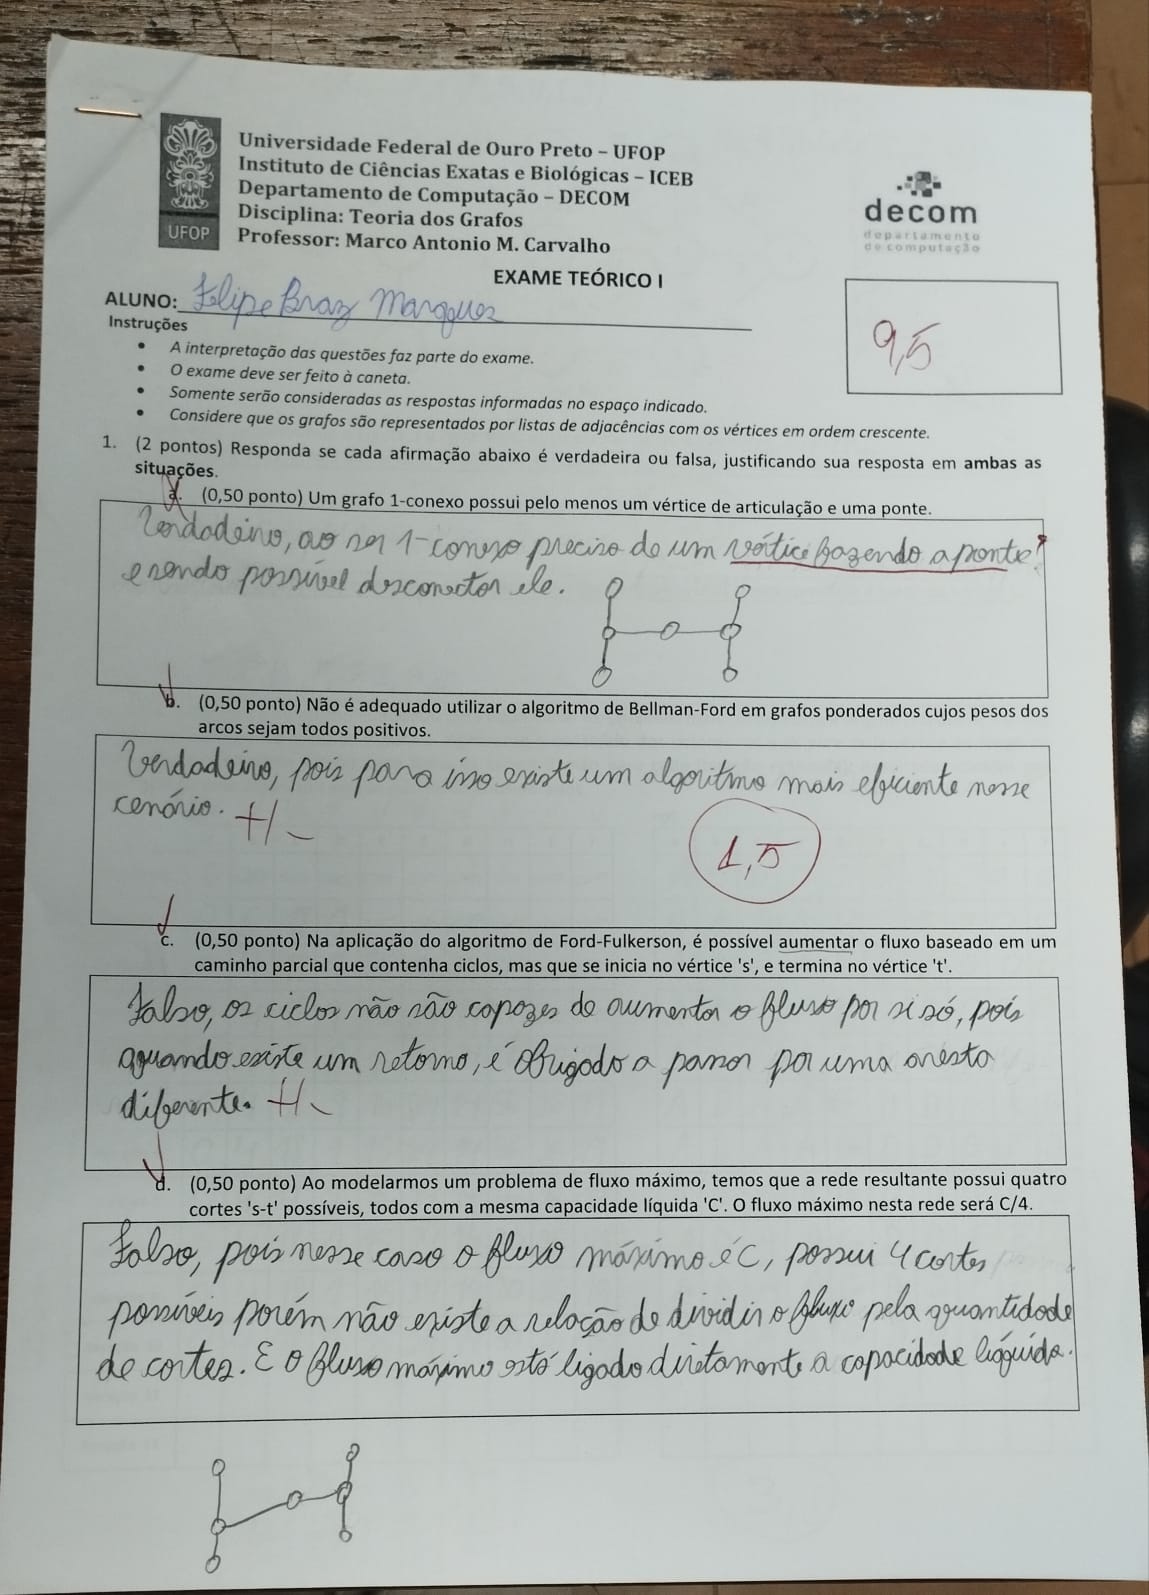 Universidade Federal de Ouro Preto – UFOP
Instituto de Ciências Exatas e Biológicas – ICEB
Departamento de Computação – DECOM
Disciplina: Teoria dos Grafos
Professor: Marco Antonio M. Carvalho
UFOP
decom
departamento
de computação
EXAME TEÓRICO I
ALUNO: Felipe Braz Marques
9,5
Instruções
• A interpretação das questões faz parte do exame.
• O exame deve ser feito à caneta.
• Somente serão consideradas as respostas informadas no espaço indicado.
• Considere que os grafos são representados por listas de adjacências com os vértices em ordem crescente.
1. (2 pontos) Responda se cada afirmação abaixo é verdadeira ou falsa, justificando sua resposta em ambas as
situações.
a. (0,50 ponto) Um grafo 1-conexo possui pelo menos um vértice de articulação e uma ponte.
Verdadeiro, ao ser 1-conexo precisa de um vértice fazendo a ponte?
e sendo possível desconectar ele.
b. (0,50 ponto) Não é adequado utilizar o algoritmo de Bellman-Ford em grafos ponderados cujos pesos dos
arcos sejam todos positivos.
Verdadeiro, pois para isso existe um algoritmo mais eficiente nesse
cenário. +/-
1,5
c. (0,50 ponto) Na aplicação do algoritmo de Ford-Fulkerson, é possível aumentar o fluxo baseado em um
caminho parcial que contenha ciclos, mas que se inicia no vértice 's', e termina no vértice 't'.
Falso, os ciclos não são capazes de aumentar o fluxo por si só, pois
quando existe um retorno, é obrigado a passar por uma aresta
diferente. +/-
d. (0,50 ponto) Ao modelarmos um problema de fluxo máximo, temos que a rede resultante possui quatro
cortes 's-t' possíveis, todos com a mesma capacidade líquida 'C'. O fluxo máximo nesta rede será C/4.
Falso, pois nesse caso o fluxo máximo é C, possui 4 cortes
possíveis porém não existe a relação de dividir o fluxo pela quantidade
de cortes. E o fluxo máximo está ligado diretamente a capacidade líquida.